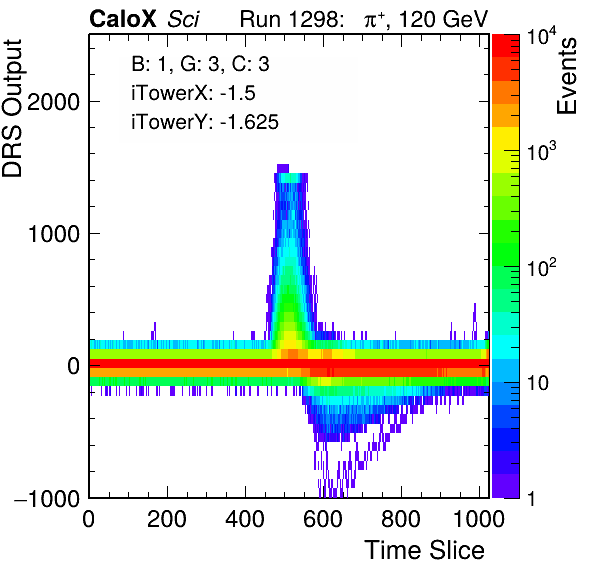 CaloX Sci Run 1298: π⁺, 120 GeV
B: 1, G: 3, C: 3
iTowerX: -1.5
iTowerY: -1.625
DRS Output
2000
1000
0
−1000
0 200 400 600 800 1000
Time Slice
Events
10⁴
10³
10²
10
1